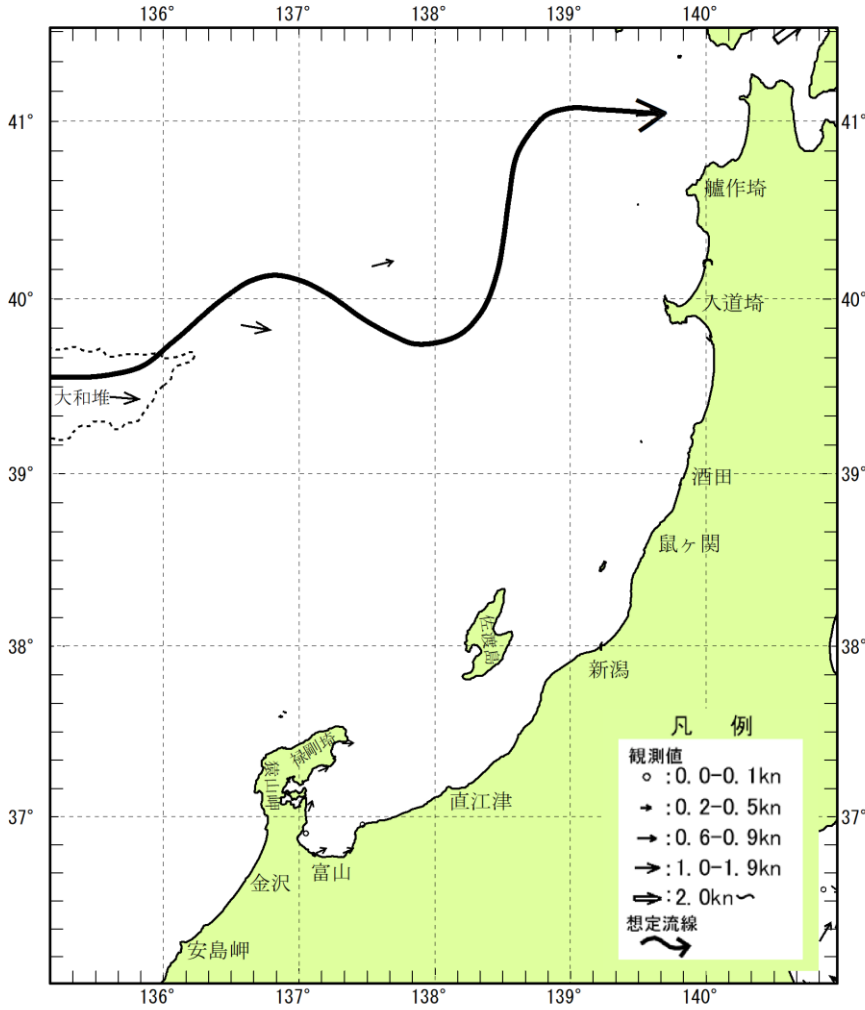 136° 137° 138° 139° 140°
41° 41°
艫作埼
40° 40°
入道埼
大和堆
39° 39°
酒田
鼠ヶ関
佐渡島
38° 38°
新潟
凡 例
禄剛埼
観測値
猿山岬
○ :0.0-0.1kn
直江津
→ :0.2-0.5kn
37° 37°
→ :0.6-0.9kn
富山
金沢
→ :1.0-1.9kn
⇒ :2.0kn〜
想定流線
安島岬
136° 137° 138° 139° 140°